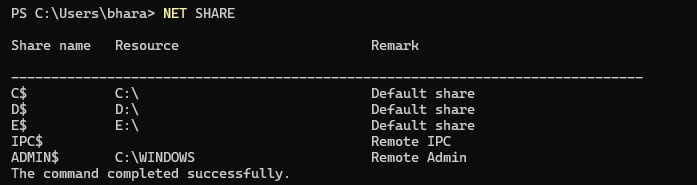 PS C:\Users\bhara> NET SHARE
Share name   Resource                        Remark
-------------------------------------------------------------------------------
C$           C:\                             Default share
D$           D:\                             Default share
E$           E:\                             Default share
IPC$                                         Remote IPC
ADMIN$       C:\WINDOWS                      Remote Admin
The command completed successfully.